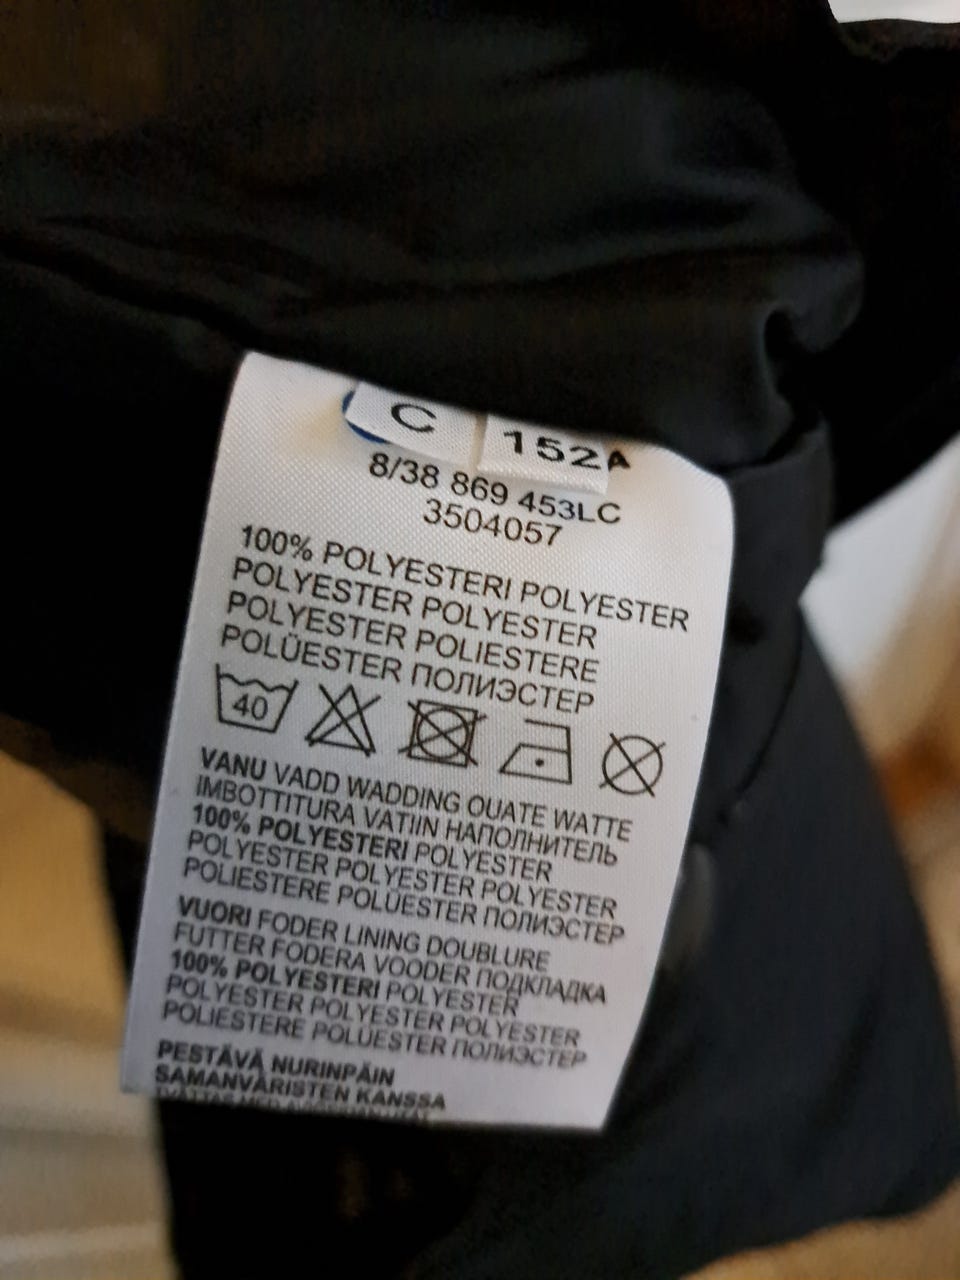 C 152A
8/38 869 453LC
3504057
100% POLYESTERI POLYESTER
POLYESTER POLYESTER
POLYESTER POLIESTERE
POLÜESTER ПОЛИЭСТЕР
40
VANU VADD WADDING OUATE WATTE
IMBOTTITURA VATIIN НАПОЛНИТЕЛЬ
100% POLYESTERI POLYESTER
POLYESTER POLYESTER POLYESTER
POLIESTERE POLÜESTER ПОЛИЭСТЕР
VUORI FODER LINING DOUBLURE
FUTTER FODERA VOODER ПОДКЛАДКА
100% POLYESTERI POLYESTER
POLYESTER POLYESTER POLYESTER
POLIESTERE POLÜESTER ПОЛИЭСТЕР
PESTÄVÄ NURINPÄIN
SAMANVÄRISTEN KANSSA